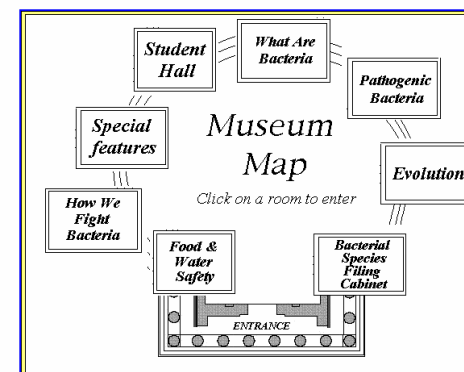 What Are
Bacteria
Student
Hall
Pathogenic
Bacteria
Special
features
Museum
Map
Click on a room to enter
Evolution
How We
Fight
Bacteria
Food &
Water
Safety
Bacterial
Species
Filing
Cabinet
ENTRANCE